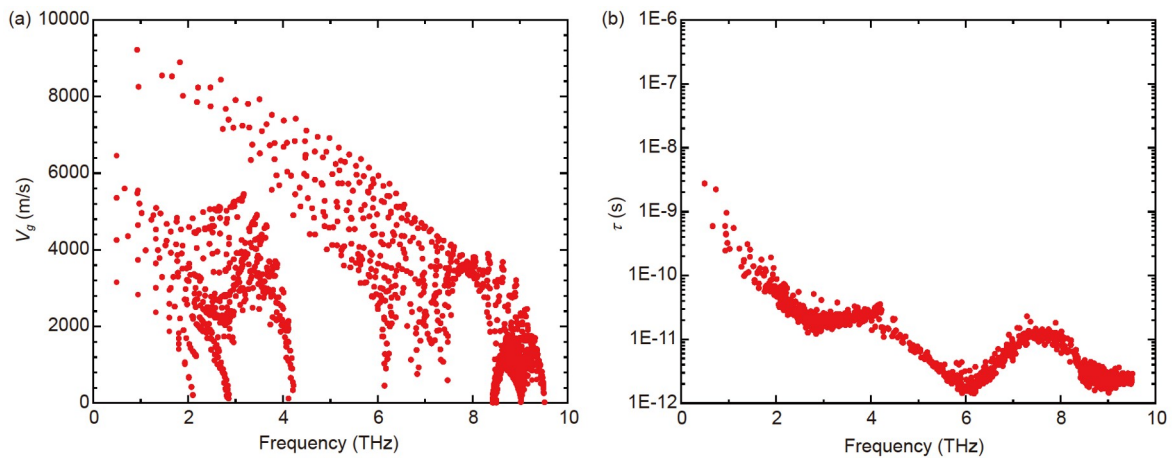 (a)
10000
8000
6000
4000
2000
0
V_g (m/s)
0 2 4 6 8 10
Frequency (THz)
(b)
1E-6
1E-7
1E-8
1E-9
1E-10
1E-11
1E-12
τ (s)
0 2 4 6 8 10
Frequency (THz)